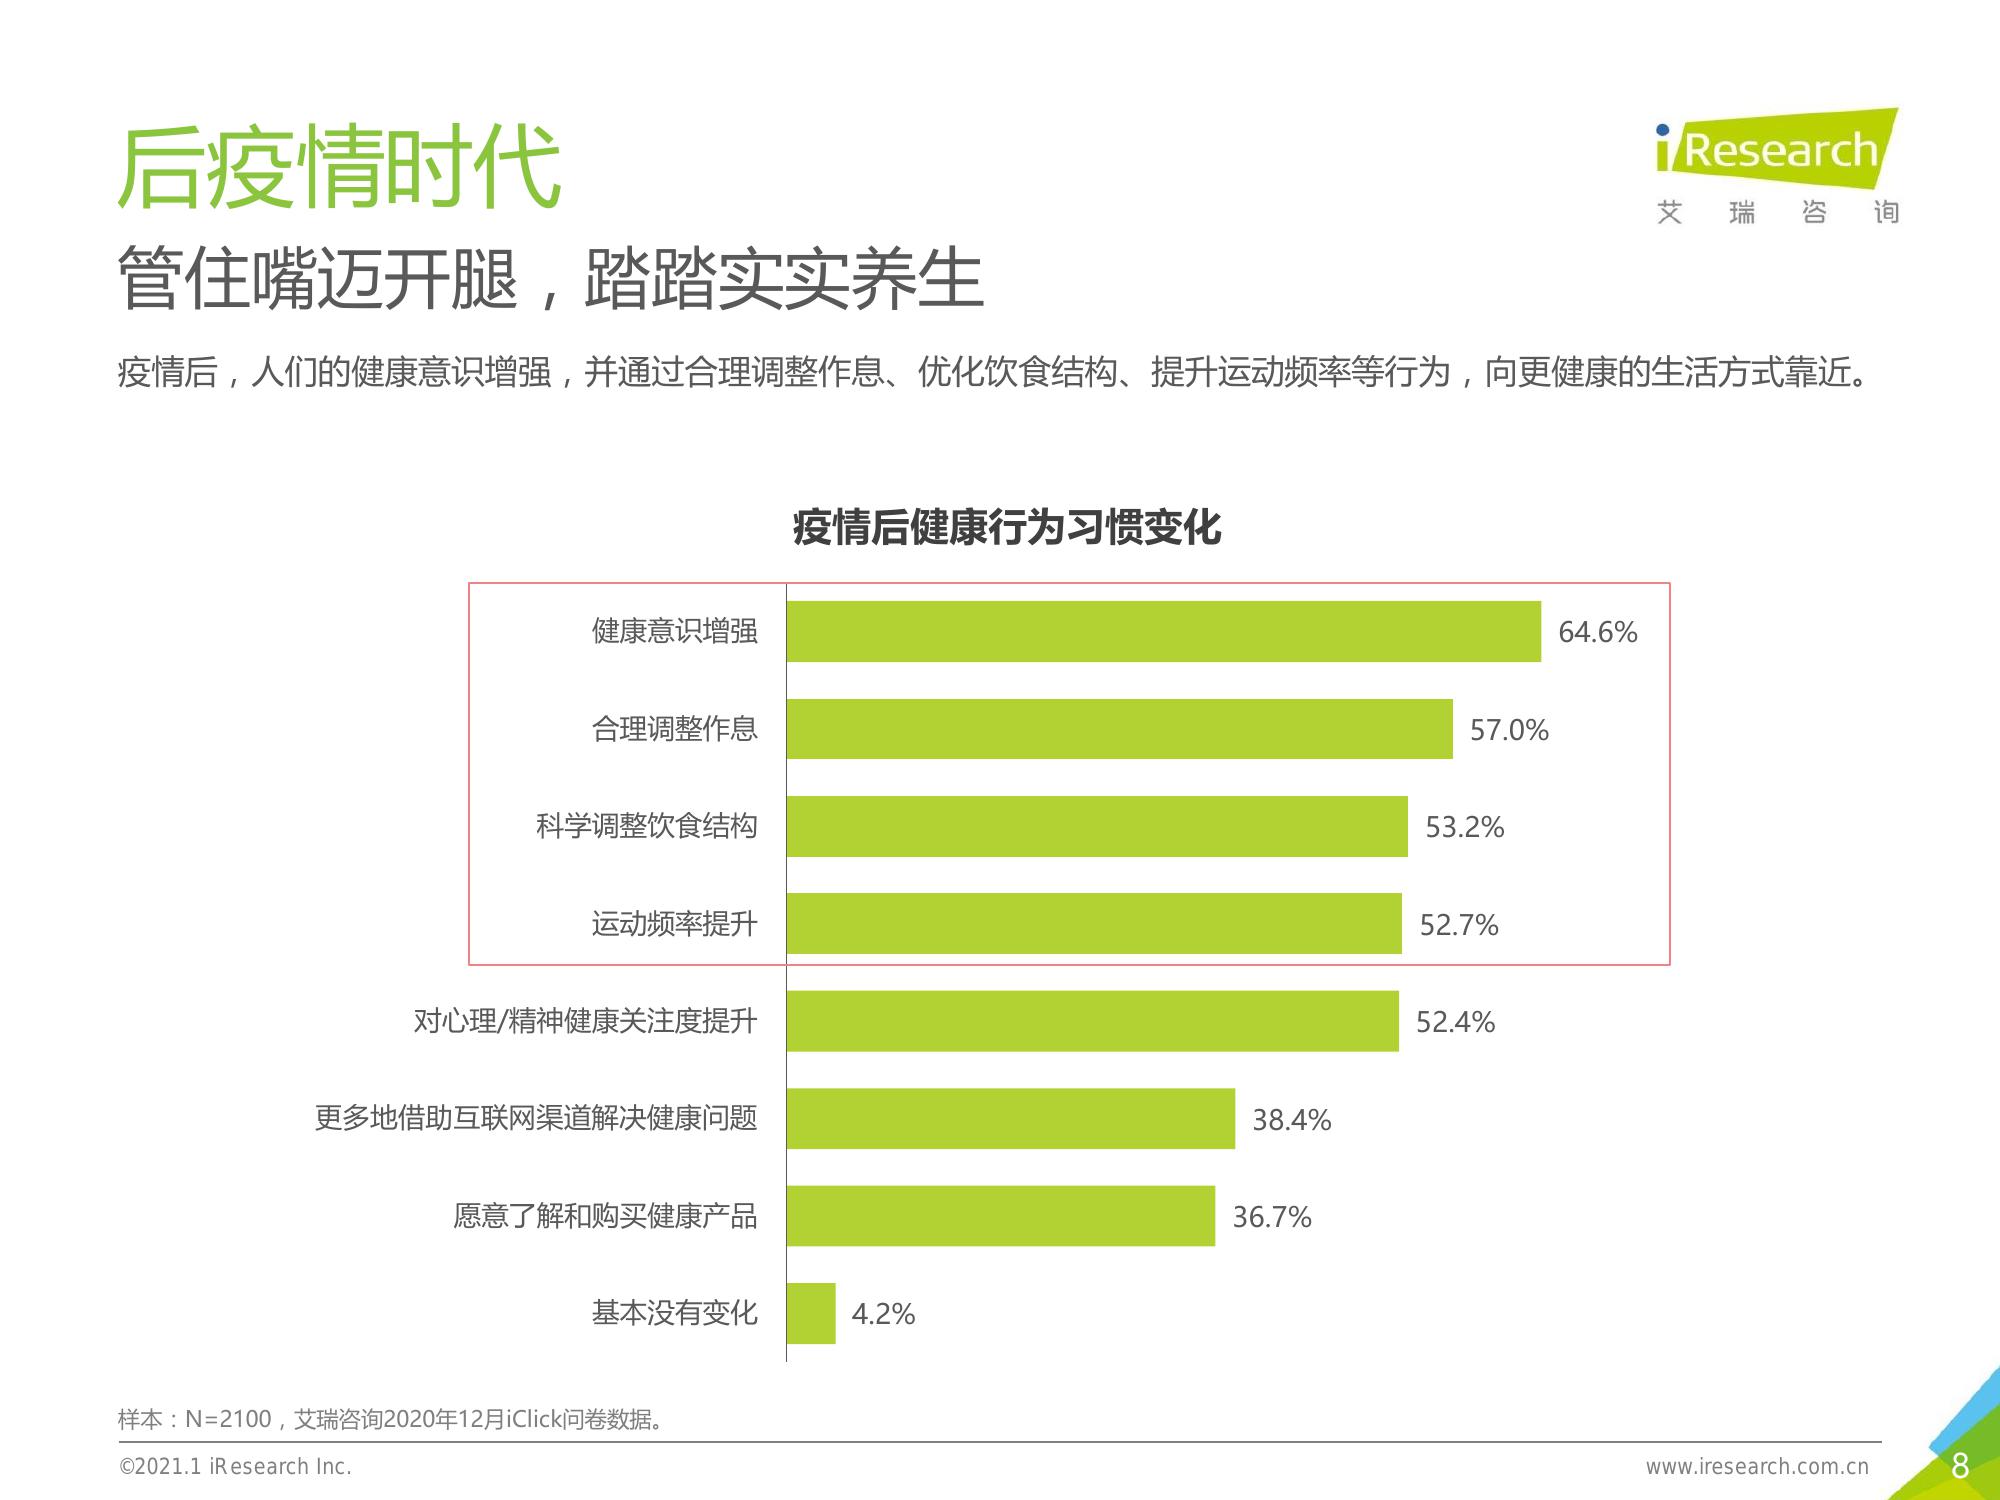 后疫情时代
iResearch
艾瑞咨询
管住嘴迈开腿，踏踏实实养生
疫情后，人们的健康意识增强，并通过合理调整作息、优化饮食结构、提升运动频率等行为，向更健康的生活方式靠近。
疫情后健康行为习惯变化
健康意识增强 64.6%
合理调整作息 57.0%
科学调整饮食结构 53.2%
运动频率提升 52.7%
对心理/精神健康关注度提升 52.4%
更多地借助互联网渠道解决健康问题 38.4%
愿意了解和购买健康产品 36.7%
基本没有变化 4.2%
样本：N=2100，艾瑞咨询2020年12月iClick问卷数据。
©2021.1 iResearch Inc.
www.iresearch.com.cn
8